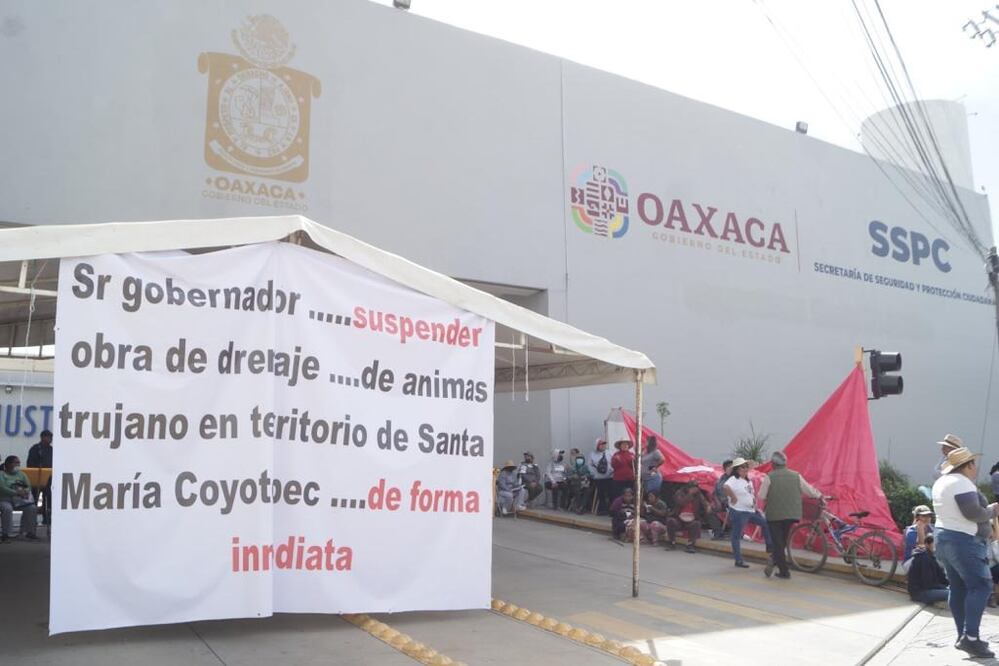 OAXACA
GOBIERNO DEL ESTADO
OAXACA
GOBIERNO DEL ESTADO
SSPC
SECRETARÍA DE SEGURIDAD Y PROTECCIÓN CIUDADANA
Sr gobernador .....suspender
obra de drenaje ....de animas
trujano en territorio de Santa
María Coyotepec ....de forma
inmediata
JUST